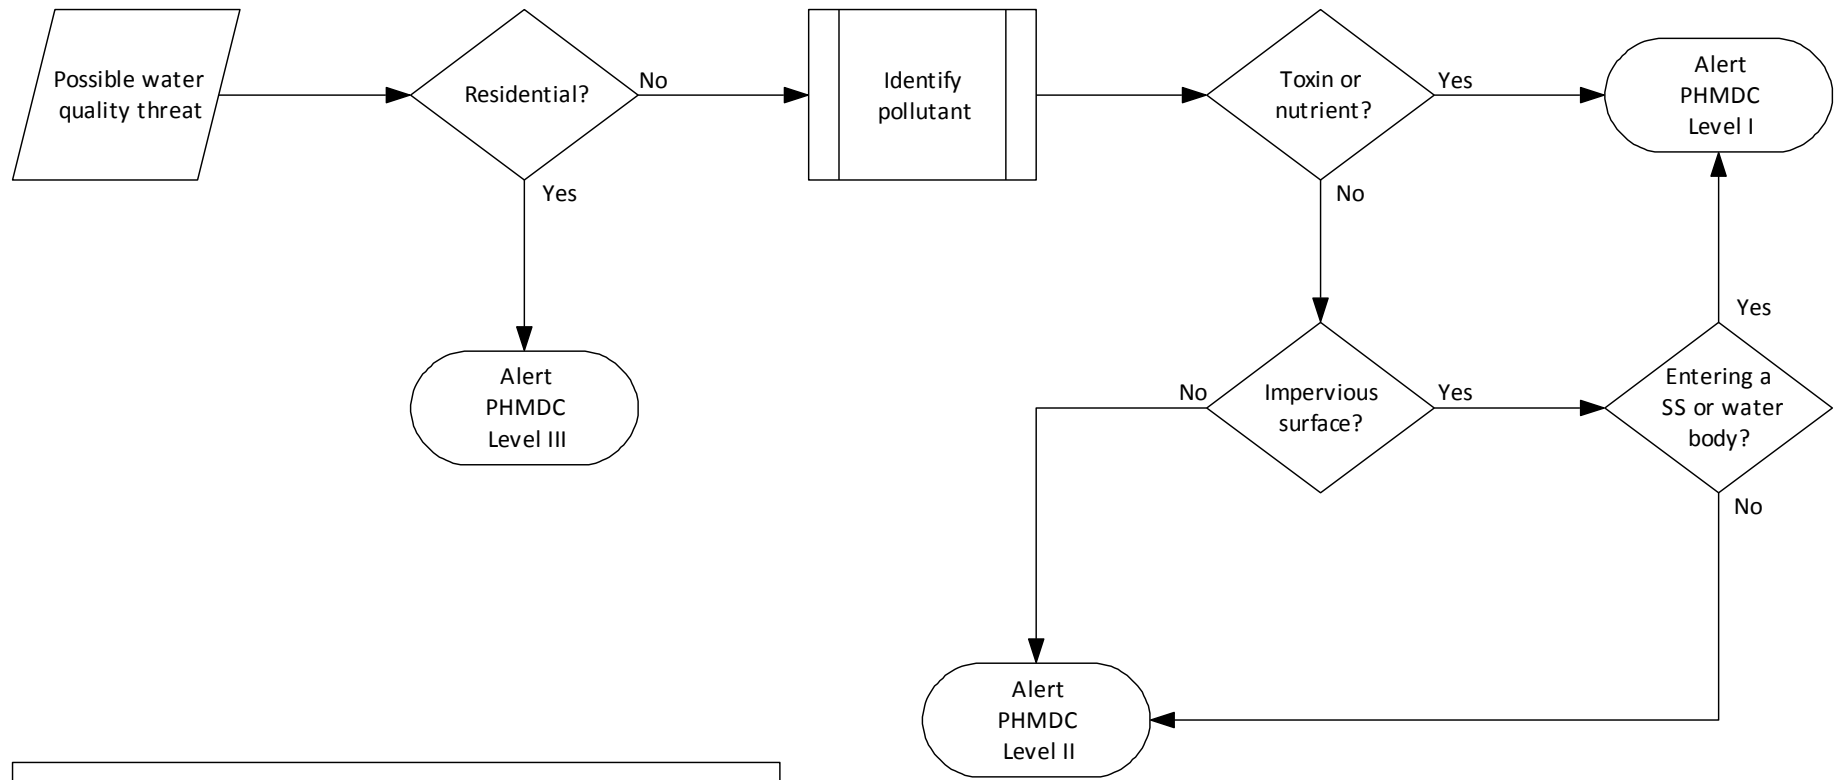 Possible water
quality threat
Residential?
No
Yes
Identify
pollutant
Toxin or
nutrient?
Yes
No
Alert
PHMDC
Level I
Alert
PHMDC
Level III
No
Impervious
surface?
Yes
Yes
Entering a
SS or water
body?
No
Alert
PHMDC
Level II